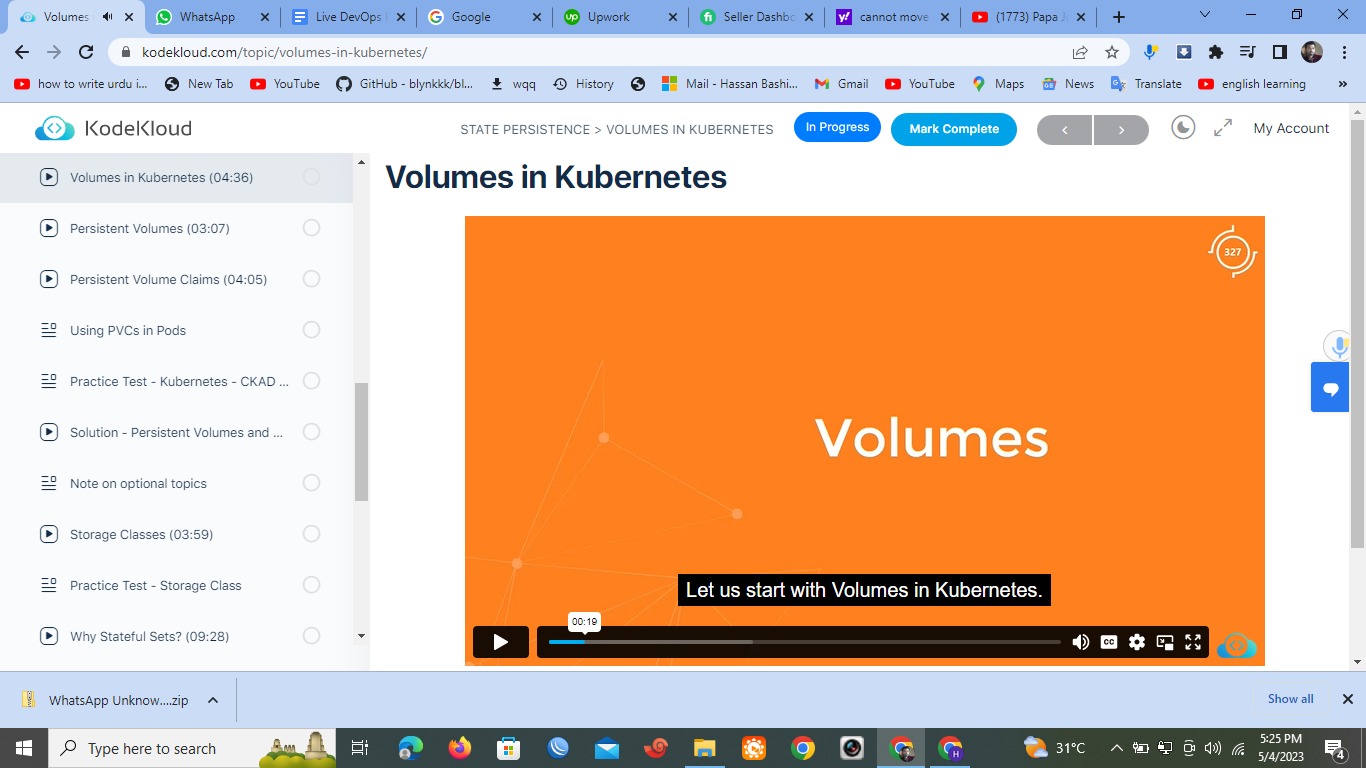 Volumes
WhatsApp
Live DevOps
Google
Upwork
Seller Dashbo
cannot move
(1773) Papa J
kodekloud.com/topic/volumes-in-kubernetes/
how to write urdu i...
New Tab
YouTube
GitHub - blynkkk/bl...
wqq
History
Mail - Hassan Bashi...
Gmail
YouTube
Maps
News
Translate
english learning
»
KodeKloud
STATE PERSISTENCE > VOLUMES IN KUBERNETES
In Progress
Mark Complete
My Account
Volumes in Kubernetes (04:36)
Persistent Volumes (03:07)
Persistent Volume Claims (04:05)
Using PVCs in Pods
Practice Test - Kubernetes - CKAD ...
Solution - Persistent Volumes and ...
Note on optional topics
Storage Classes (03:59)
Practice Test - Storage Class
Why Stateful Sets? (09:28)
Volumes in Kubernetes
327
Volumes
Let us start with Volumes in Kubernetes.
00:19
CC
WhatsApp Unknow....zip
Show all
Type here to search
H
31°C
5:25 PM
5/4/2023
4